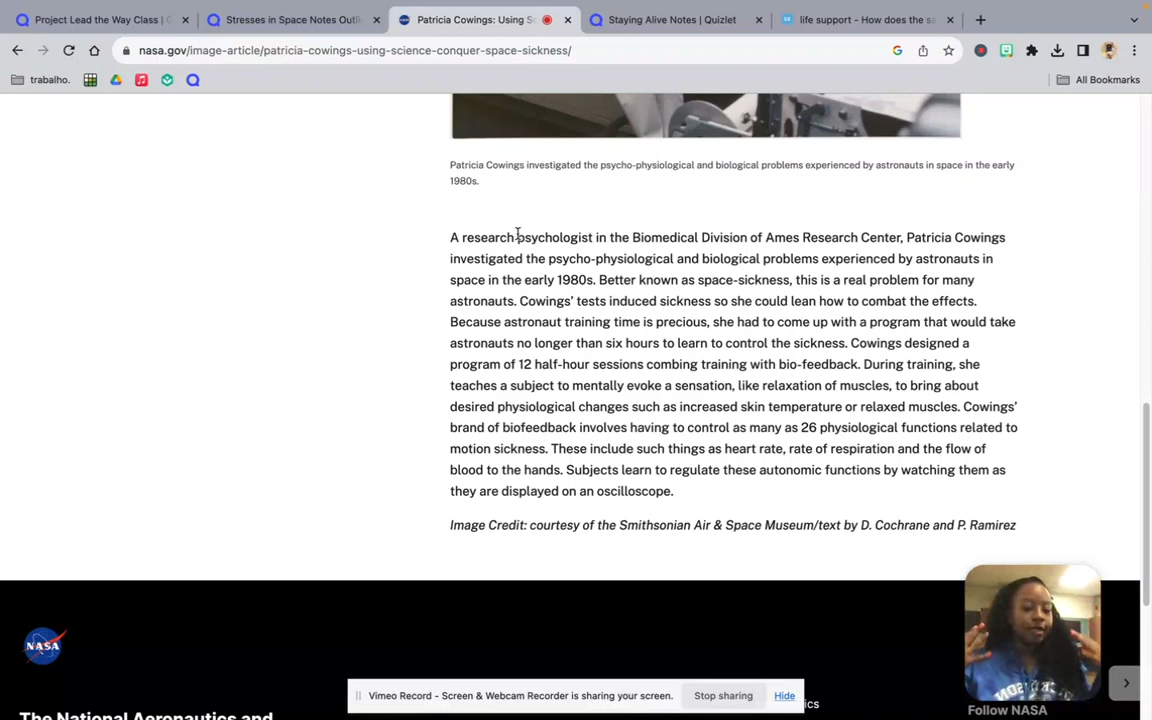 Project Lead the Way Class | C
Stresses in Space Notes Outli
Patricia Cowings: Using Sc
Staying Alive Notes | Quizlet
life support - How does the sa
nasa.gov/image-article/patricia-cowings-using-science-conquer-space-sickness/
trabalho.
All Bookmarks
Patricia Cowings investigated the psycho-physiological and biological problems experienced by astronauts in space in the early
1980s.
A research psychologist in the Biomedical Division of Ames Research Center, Patricia Cowings
investigated the psycho-physiological and biological problems experienced by astronauts in
space in the early 1980s. Better known as space-sickness, this is a real problem for many
astronauts. Cowings’ tests induced sickness so she could lean how to combat the effects.
Because astronaut training time is precious, she had to come up with a program that would take
astronauts no longer than six hours to learn to control the sickness. Cowings designed a
program of 12 half-hour sessions combing training with bio-feedback. During training, she
teaches a subject to mentally evoke a sensation, like relaxation of muscles, to bring about
desired physiological changes such as increased skin temperature or relaxed muscles. Cowings’
brand of biofeedback involves having to control as many as 26 physiological functions related to
motion sickness. These include such things as heart rate, rate of respiration and the flow of
blood to the hands. Subjects learn to regulate these autonomic functions by watching them as
they are displayed on an oscilloscope.
Image Credit: courtesy of the Smithsonian Air & Space Museum/text by D. Cochrane and P. Ramirez
NASA
Vimeo Record - Screen & Webcam Recorder is sharing your screen.
Stop sharing
Hide
ics
Follow NASA
The National Aeronautics and